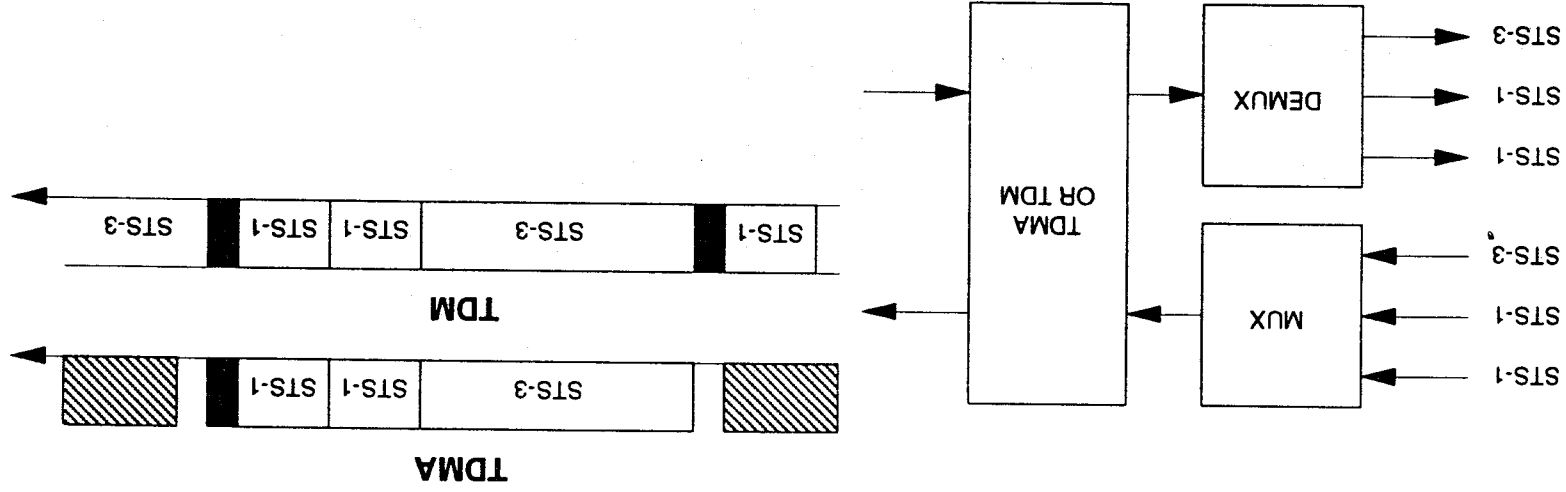 STS-1
STS-1
STS-3
MUX
TDMA
OR TDM
DEMUX
STS-1
STS-1
STS-3
TDMA
STS-3 STS-1 STS-1
TDM
STS-1 STS-3 STS-1 STS-1 STS-3